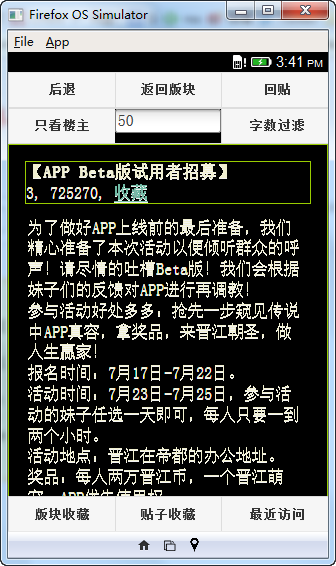 Firefox OS Simulator
File App
3:41 PM
后退 返回版块 回贴
只看楼主 50 字数过滤
【APP Beta版试用者招募】
3, 725270, 收藏
为了做好APP上线前的最后准备，我们
精心准备了本次活动以便倾听群众的呼
声！请尽情的吐槽Beta版！我们会根据
妹子们的反馈对APP进行再调教！
参与活动好处多多：抢先一步窥见传说
中APP真容，拿奖品，来晋江朝圣，做
人生赢家！
报名时间：7月17日-7月22日。
活动时间：7月23日-7月25日，参与活
动的妹子任选一天即可，每人只要一到
两个小时。
活动地点：晋江在帝都的办公地址。
奖品：每人两万晋江币，一个晋江萌
版块收藏 贴子收藏 最近访问